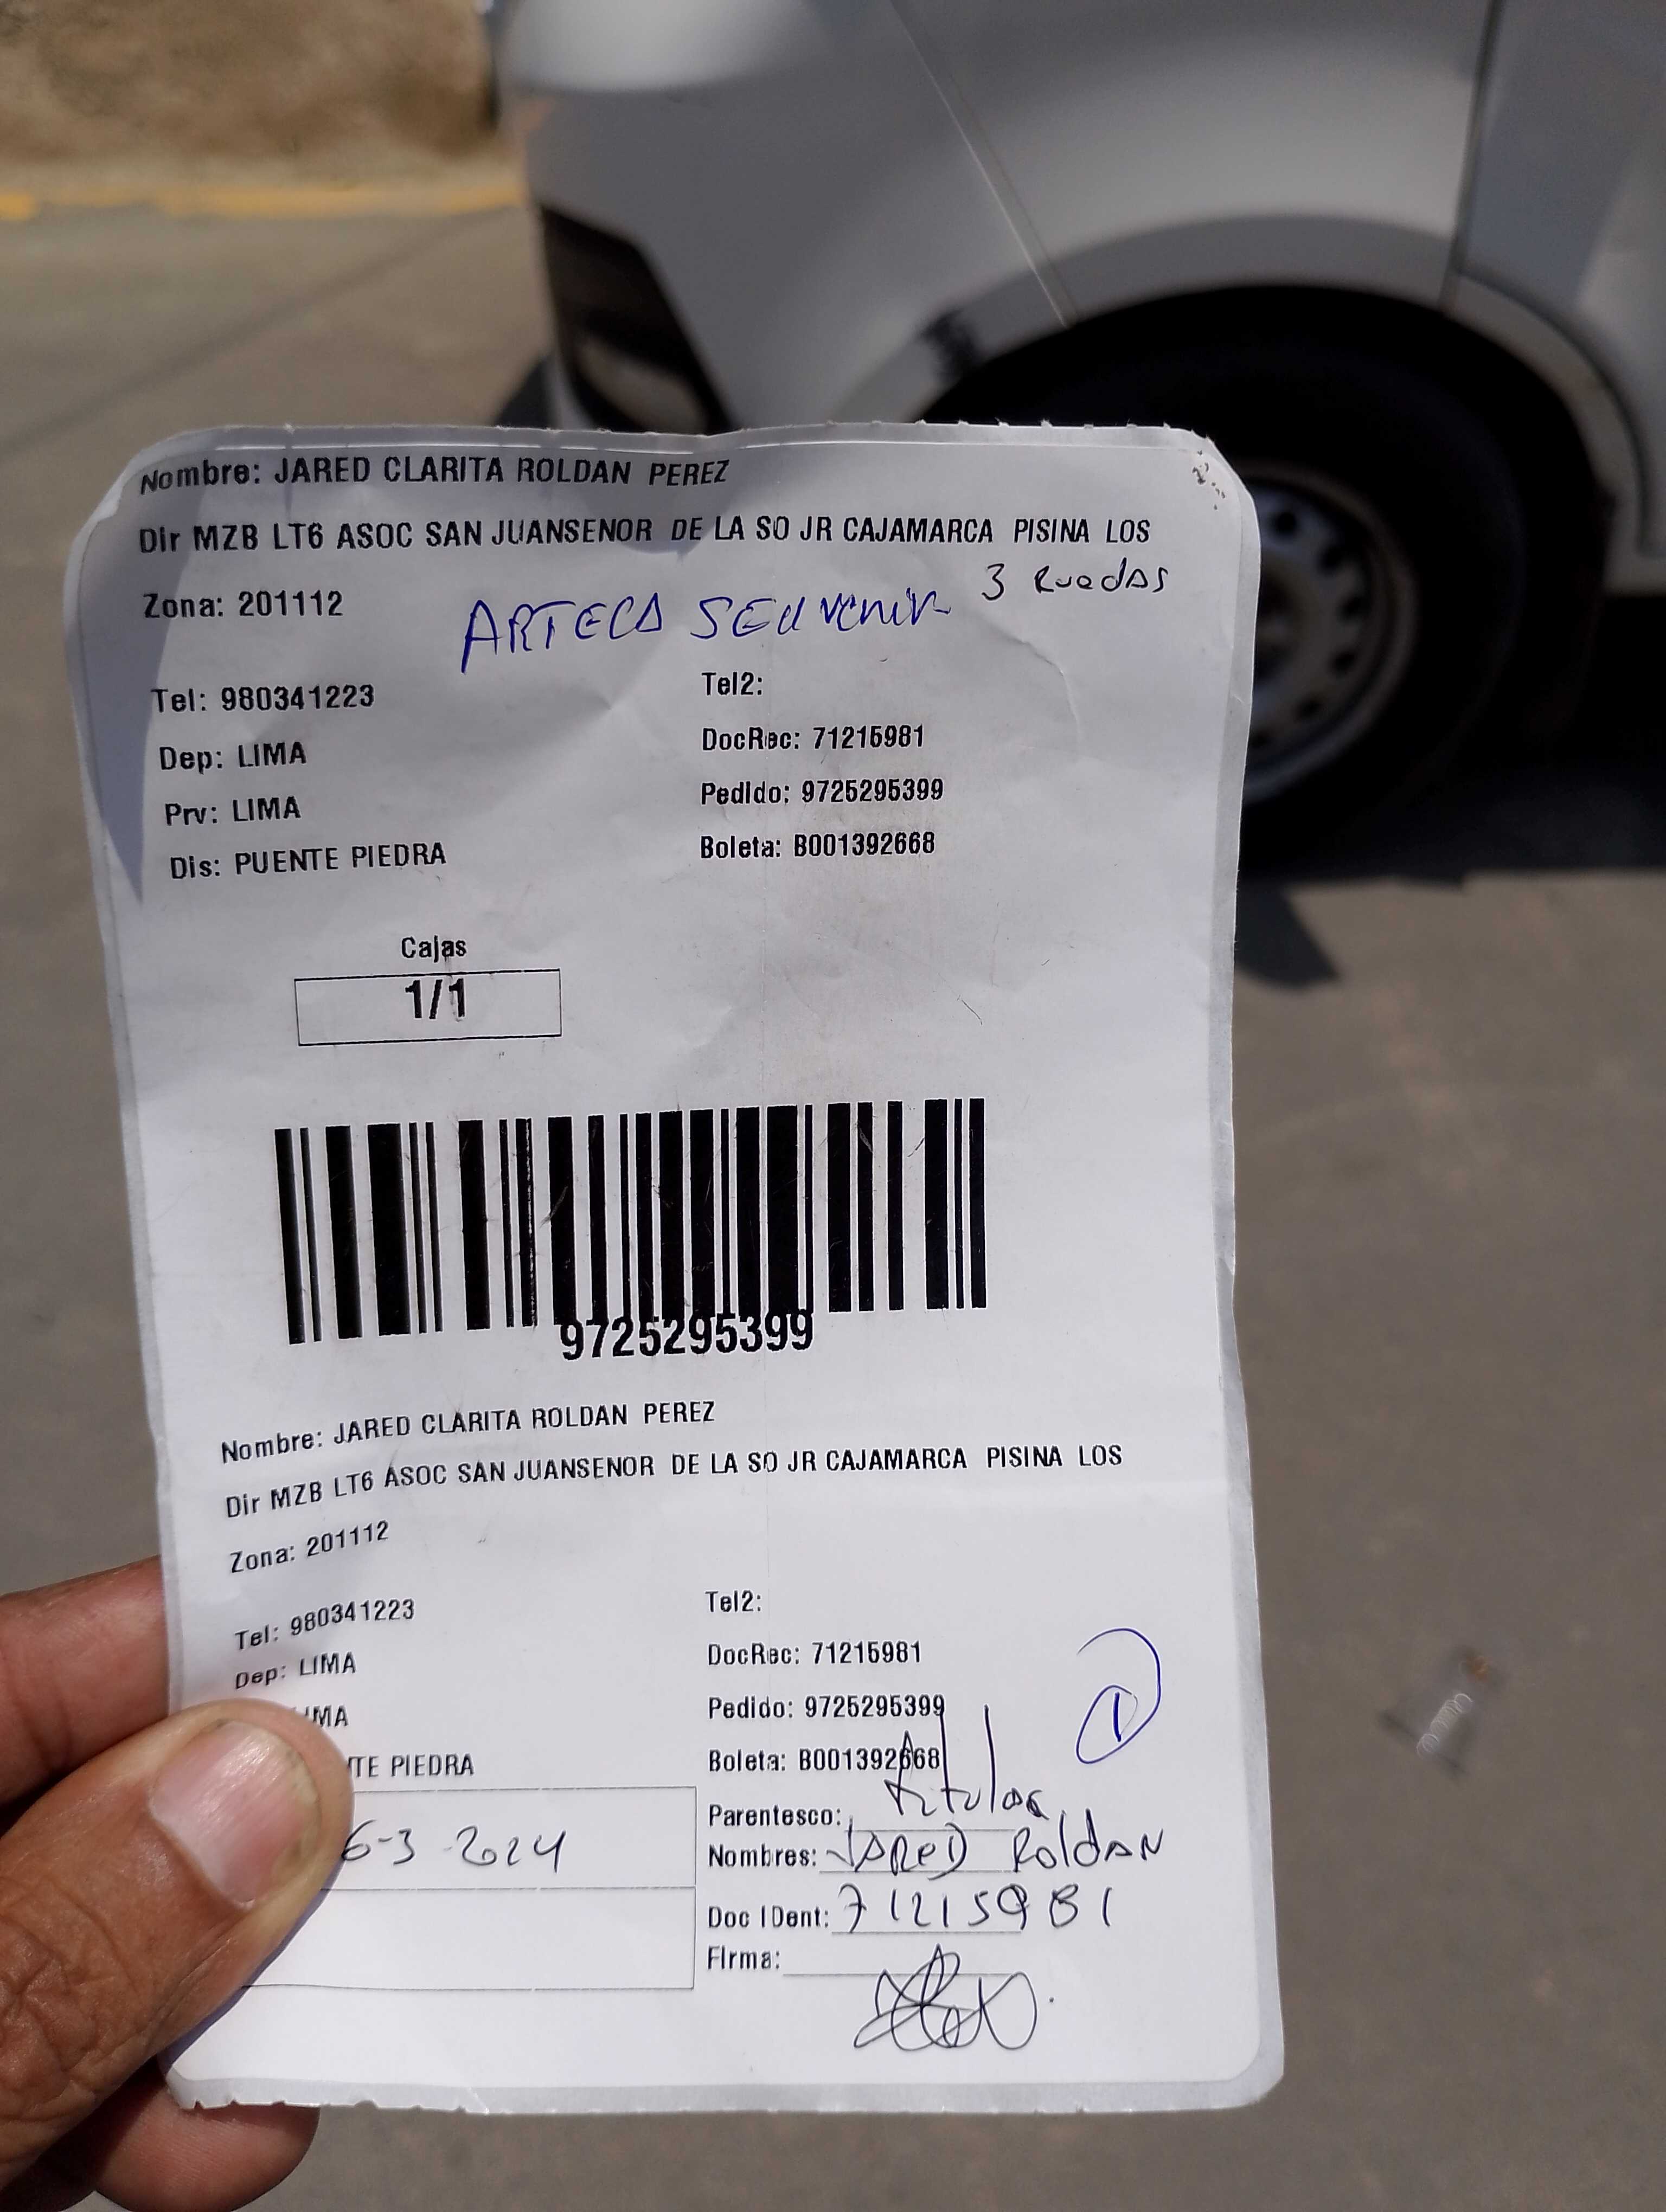 Nombre: JARED CLARITA ROLDAN PEREZ
Dir MZB LT6 ASOC SAN JUANSENOR DE LA SO JR CAJAMARCA PISINA LOS
3 RuedAs
Zona: 201112
ARTECA SEUvenir
Tel: 980341223
Tel2:
Dep: LIMA
DocRec: 71215981
Prv: LIMA
Pedido: 9725295399
Dis: PUENTE PIEDRA
Boleta: B001392668
Cajas
1/1
9725295399
Nombre: JARED CLARITA ROLDAN PEREZ
Dir MZB LT6 ASOC SAN JUANSENOR DE LA SO JR CAJAMARCA PISINA LOS
Zona: 201112
Tel: 980341223
Tel2:
Dep: LIMA
DocRec: 71215981
IMA
Pedido: 9725295399
TE PIEDRA
Boleta: B001392668
1
Parentesco: titular
6-3-2024
Nombres: JAReD RoldAN
Doc IDent: 71215981
Firma: